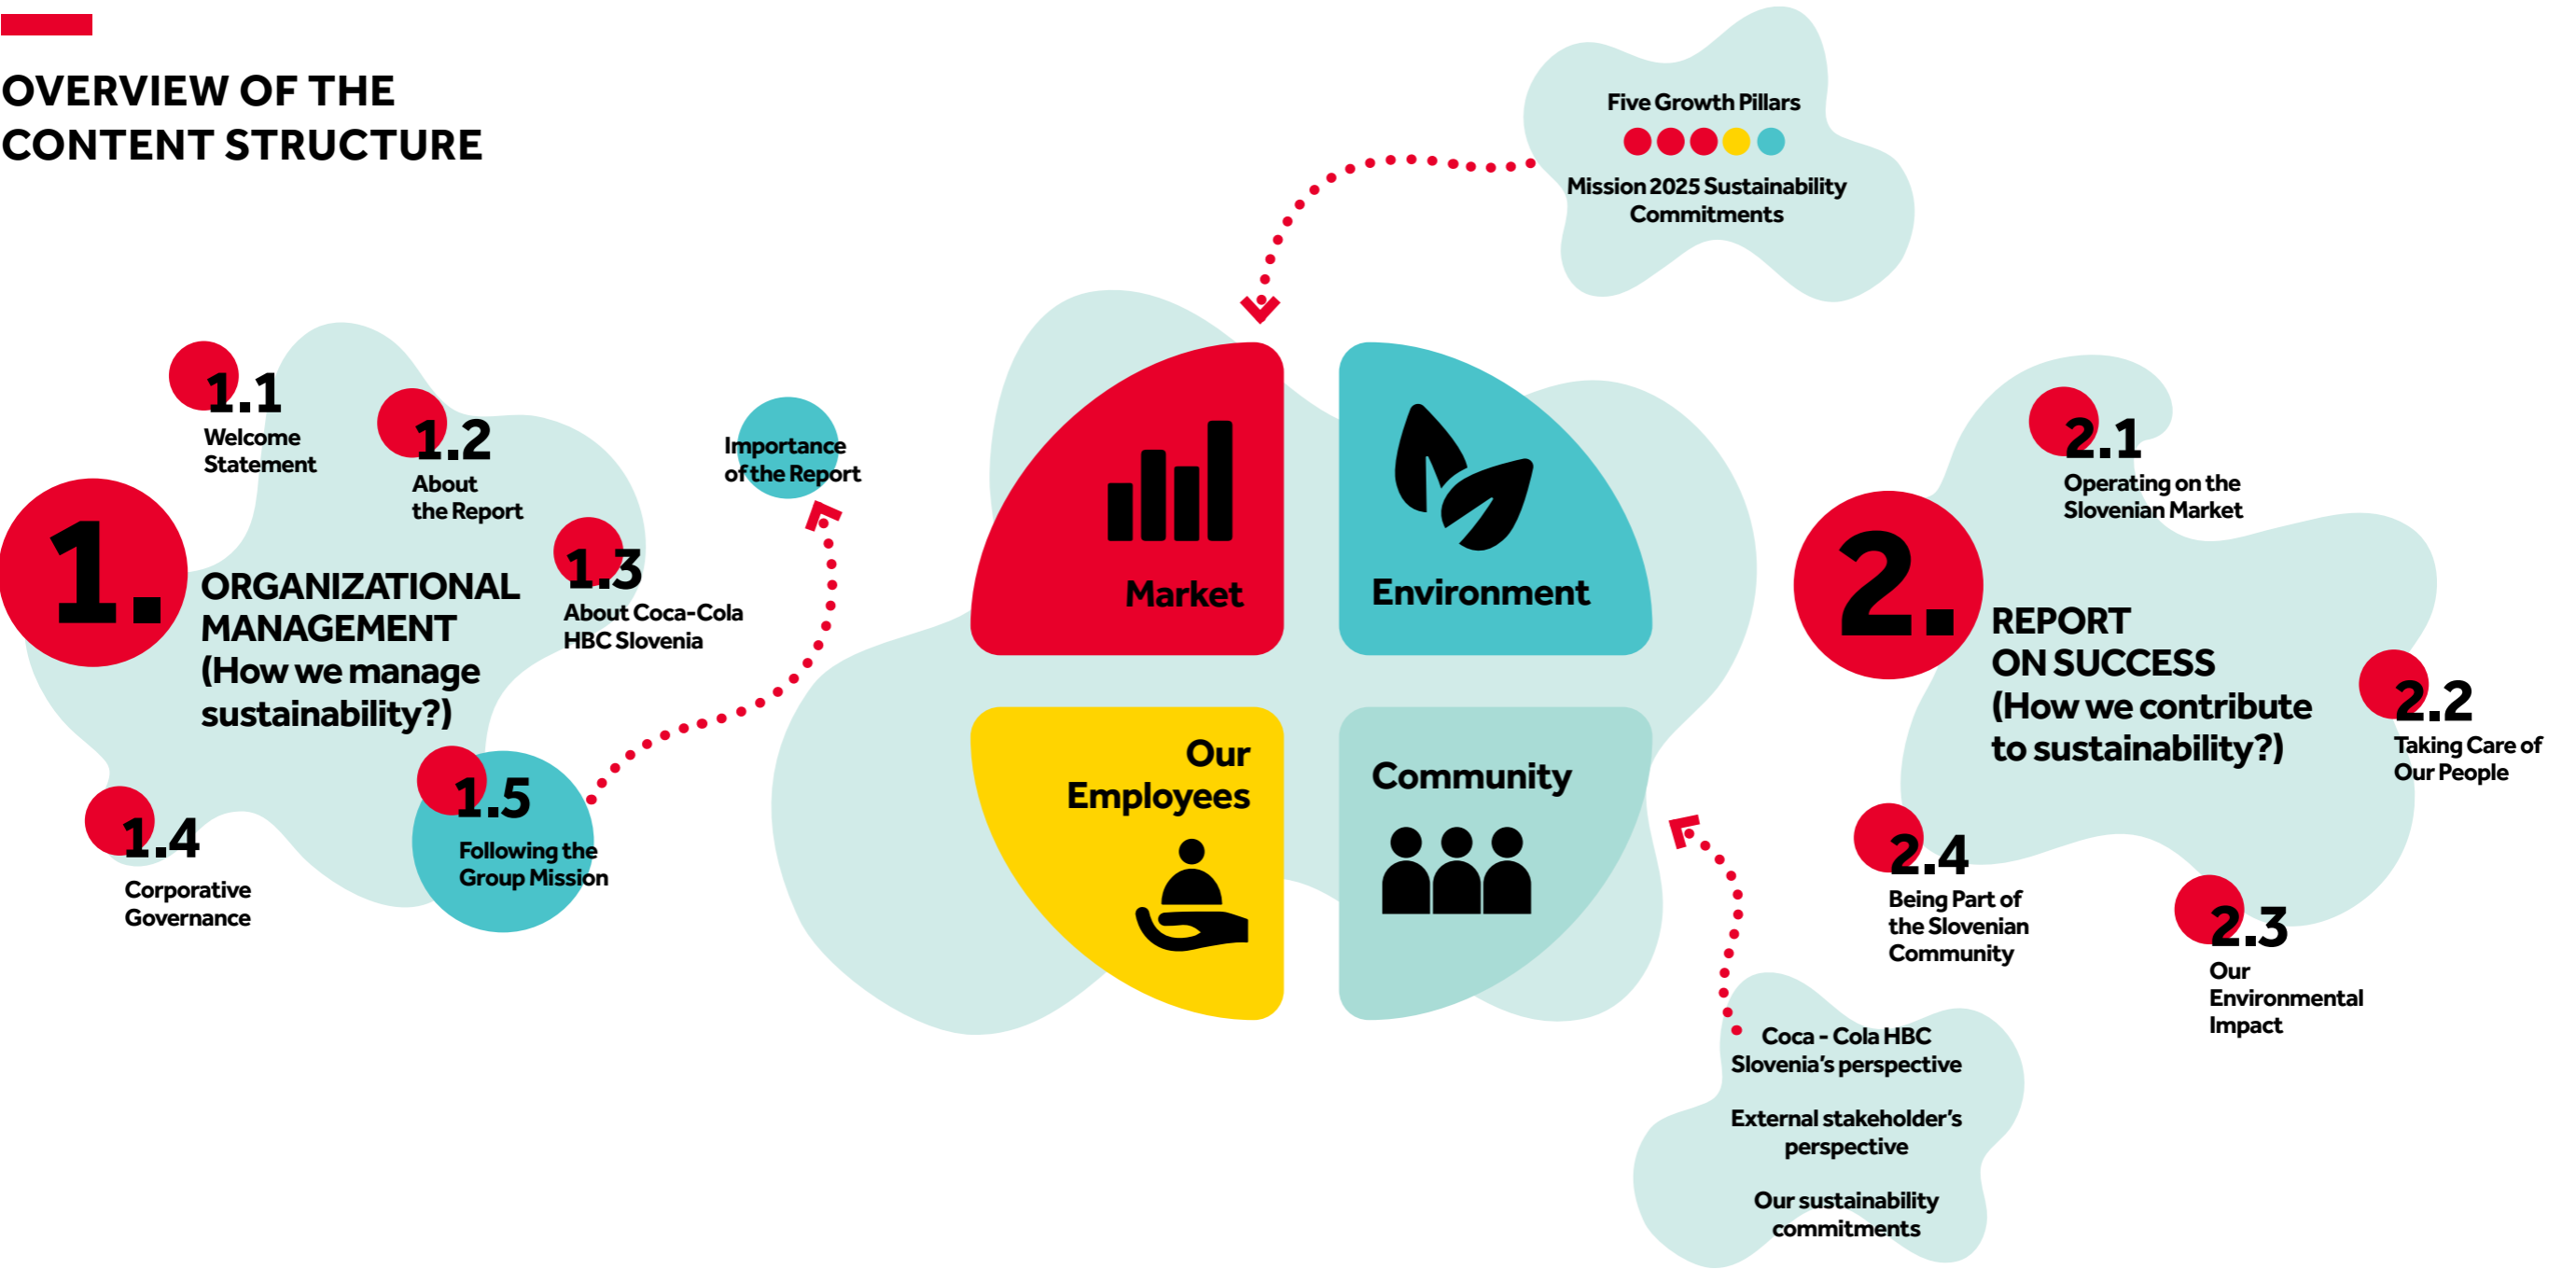 OVERVIEW OF THE
CONTENT STRUCTURE
Five Growth Pillars
Mission 2025 Sustainability
Commitments
1.
ORGANIZATIONAL
MANAGEMENT
(How we manage
sustainability?)
1.1
Welcome
Statement
1.2
About
the Report
1.3
About Coca-Cola
HBC Slovenia
1.4
Corporative
Governance
1.5
Following the
Group Mission
Importance
of the Report
Market
Environment
Our
Employees
Community
2.
REPORT
ON SUCCESS
(How we contribute
to sustainability?)
2.1
Operating on the
Slovenian Market
2.2
Taking Care of
Our People
2.3
Our
Environmental
Impact
2.4
Being Part of
the Slovenian
Community
Coca - Cola HBC
Slovenia's perspective
External stakeholder's
perspective
Our sustainability
commitments